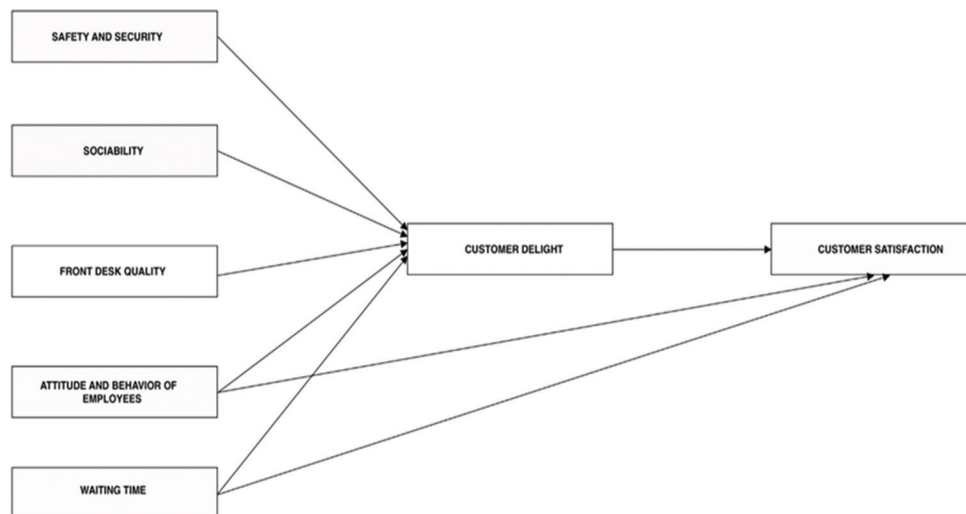 SAFETY AND SECURITY
SOCIABILITY
FRONT DESK QUALITY
CUSTOMER DELIGHT
CUSTOMER SATISFACTION
ATTITUDE AND BEHAVIOR OF
EMPLOYEES
WAITING TIME